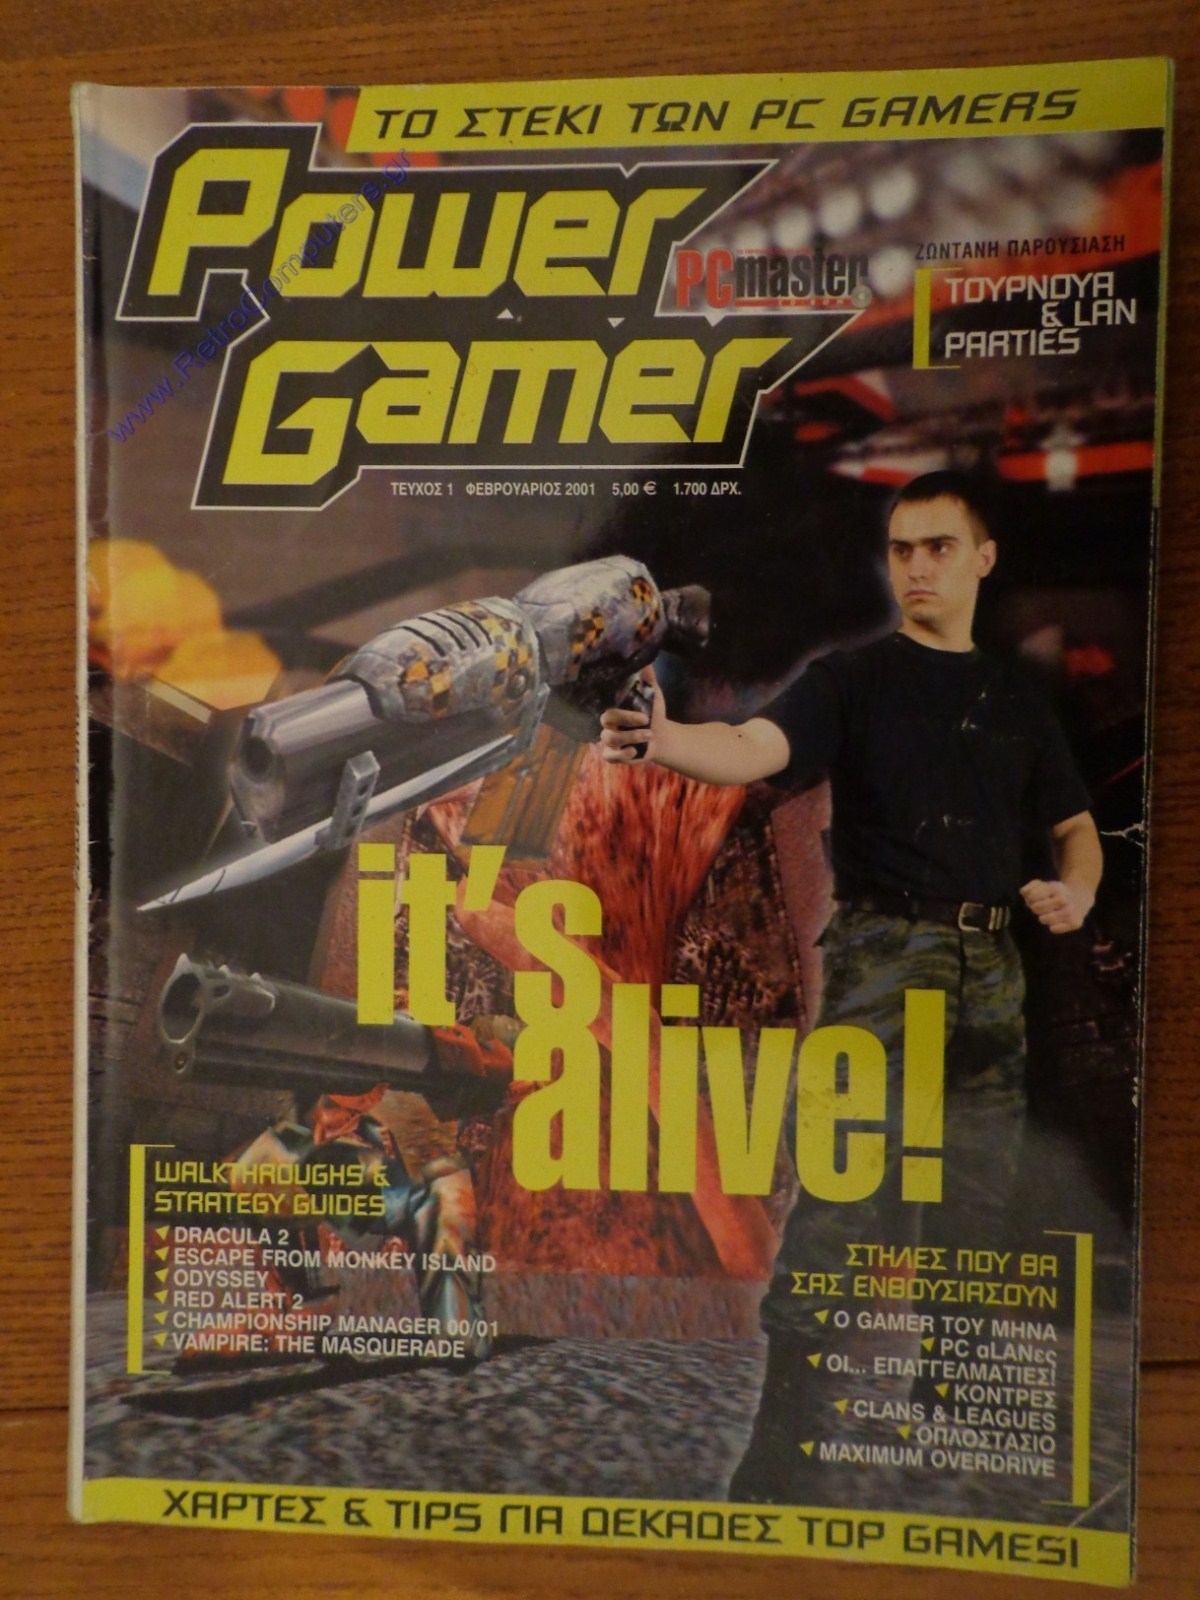 ΤΟ ΣΤΕΚΙ ΤΩΝ PC GAMERS
Power
Gamer
PCmaster
www.RetroComputers.gr
ΖΩΝΤΑΝΗ ΠΑΡΟΥΣΙΑΣΗ
ΤΟΥΡΝΟΥΑ
& LAN
PARTIES
ΤΕΥΧΟΣ 1 ΦΕΒΡΟΥΑΡΙΟΣ 2001 5,00 € 1.700 ΔΡΧ.
it's
alive!
WALKTHROUGHS &
STRATEGY GUIDES
DRACULA 2
ESCAPE FROM MONKEY ISLAND
ODYSSEY
RED ALERT 2
CHAMPIONSHIP MANAGER 00/01
VAMPIRE: THE MASQUERADE
ΣΤΗΛΕΣ ΠΟΥ ΘΑ
ΣΑΣ ΕΝΘΟΥΣΙΑΣΟΥΝ
Ο GAMER ΤΟΥ ΜΗΝΑ
PC αLANες
ΟΙ... ΕΠΑΓΓΕΛΜΑΤΙΕΣ!
ΚΟΝΤΡΕΣ
CLANS & LEAGUES
ΟΠΛΟΣΤΑΣΙΟ
MAXIMUM OVERDRIVE
ΧΑΡΤΕΣ & TIPS ΓΙΑ ΔΕΚΑΔΕΣ TOP GAMES!